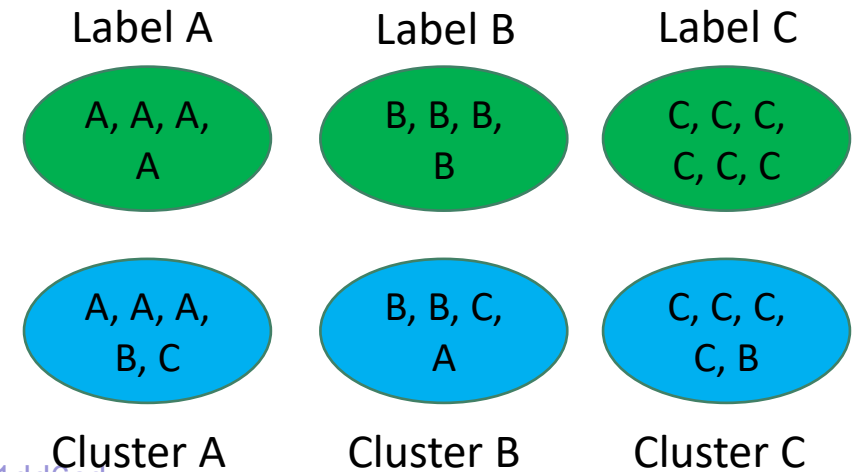 Label A
Label B
Label C
A, A, A,
A
B, B, B,
B
C, C, C,
C, C, C
A, A, A,
B, C
B, B, C,
A
C, C, C,
C, B
Cluster A
Cluster B
Cluster C